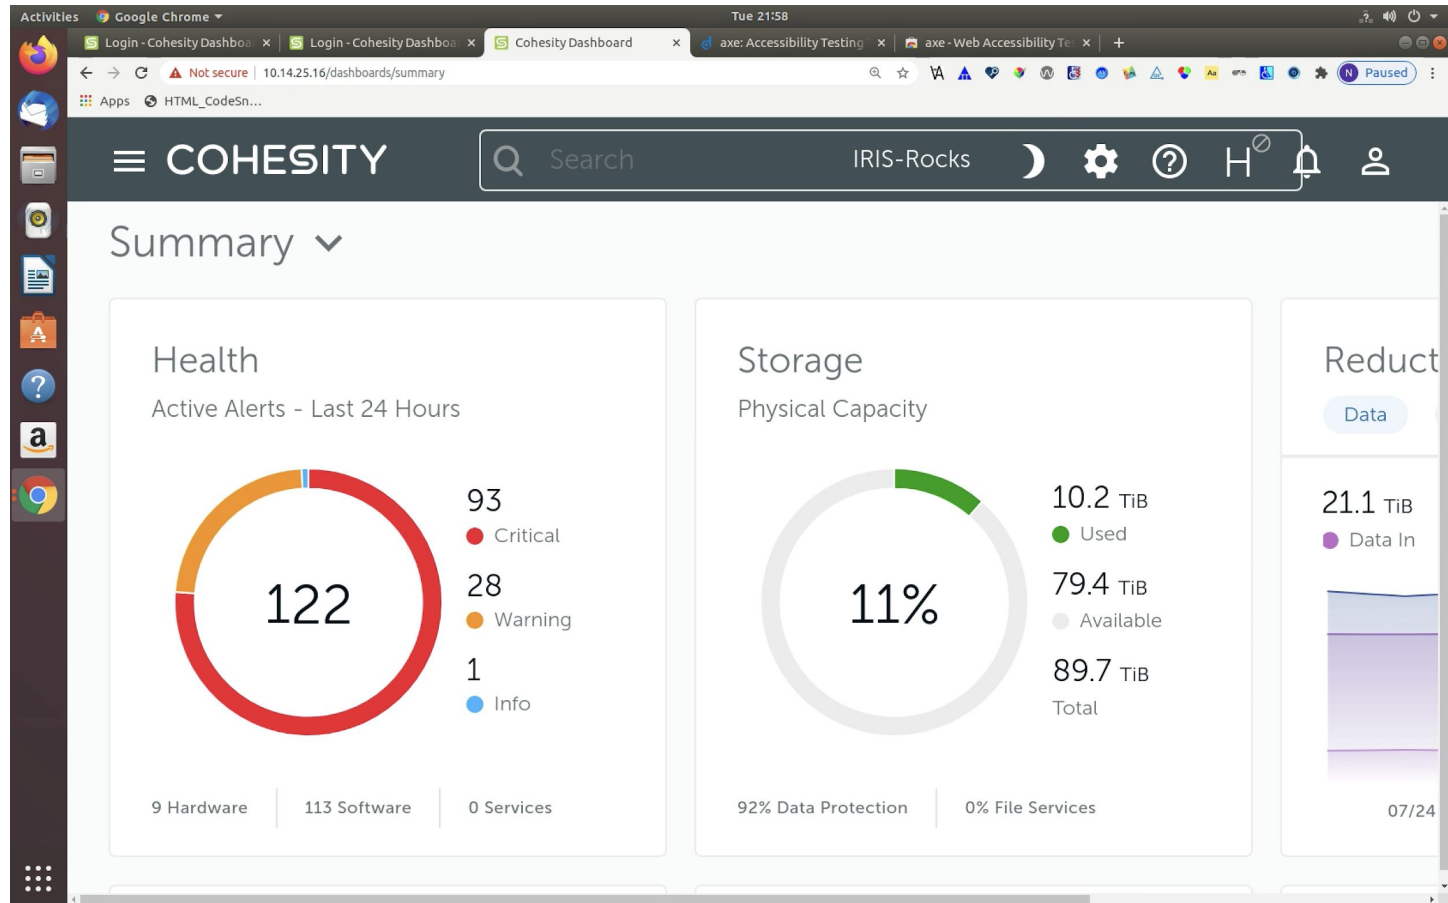 Activities Google Chrome Tue 21:58
Login - Cohesity Dashboa Login - Cohesity Dashboa Cohesity Dashboard axe: Accessibility Testing axe - Web Accessibility Te
Not secure 10.14.25.16/dashboards/summary N Paused
Apps HTML_CodeSn...
COHESITY Search IRIS-Rocks H
Summary
Health
Active Alerts - Last 24 Hours
122
93
Critical
28
Warning
1
Info
9 Hardware 113 Software 0 Services
Storage
Physical Capacity
11%
10.2 TiB
Used
79.4 TiB
Available
89.7 TiB
Total
92% Data Protection 0% File Services
Reduct
Data
21.1 TiB
Data In
07/24